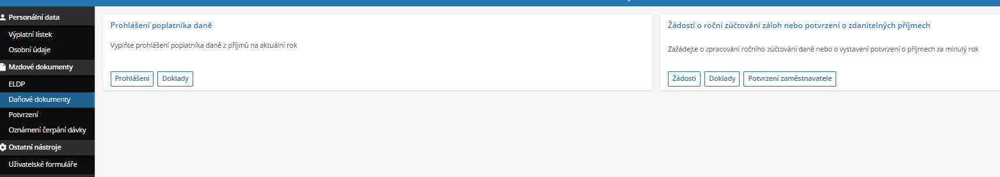 Personální data
Výplatní lístek
Osobní údaje
Mzdové dokumenty
ELDP
Daňové dokumenty
Potvrzení
Oznámení čerpání dávky
Ostatní nástroje
Uživatelské formuláře
Prohlášení poplatníka daně
Vyplňte prohlášení poplatníka daně z příjmů na aktuální rok
Prohlášení Doklady
Žádosti o roční zúčtování záloh nebo potvrzení o zdanitelných příjmech
Zažádejte o zpracování ročního zúčtování daně nebo o vystavení potvrzení o příjmech za minulý rok
Žádosti Doklady Potvrzení zaměstnavatele